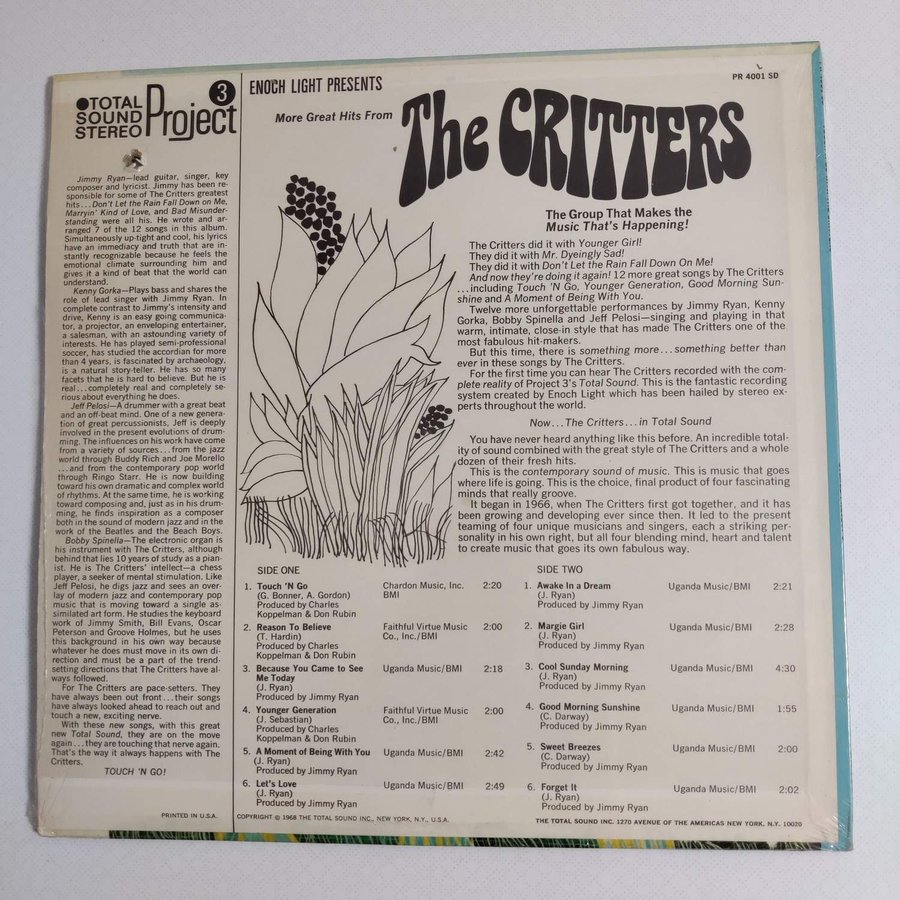 ●TOTAL
SOUND
STEREO
Project 3
ENOCH LIGHT PRESENTS
PR 4001 SD
More Great Hits From
The CRITTERS
Jimmy Ryan—lead guitar, singer, key
composer and lyricist. Jimmy has been re-
sponsible for some of The Critters greatest
hits...Don't Let the Rain Fall Down on Me,
Marryin' Kind of Love, and Bad Misunder-
standing were all his. He wrote and ar-
ranged 7 of the 12 songs in this album.
Simultaneously up-tight and cool, his lyrics
have an immediacy and truth that are in-
stantly recognizable because he feels the
emotional climate surrounding him and
gives it a kind of beat that the world can
understand.
Kenny Gorka—Plays bass and shares the
role of lead singer with Jimmy Ryan. In
complete contrast to Jimmy's intensity and
drive, Kenny is an easy going communica-
tor, a projector, an enveloping entertainer,
a salesman, with an astounding variety of
interests. He has played semi-professional
soccer, has studied the accordian for more
than 4 years, is fascinated by archaeology,
is a natural story-teller. He has so many
facets that he is hard to believe. But he is
real...completely real and completely se-
rious about everything he does.
Jeff Pelosi—A drummer with a great beat
and an off-beat mind. One of a new genera-
tion of great percussionists, Jeff is deeply
involved in the present evolutions of drum-
ming. The influences on his work have come
from a variety of sources...from the jazz
world through Buddy Rich and Joe Morello
...and from the contemporary pop world
through Ringo Starr. He is now building
toward his own dramatic and complex world
of rhythms. At the same time, he is working
toward composing and, just as in his drum-
ming, he finds inspiration as a composer
both in the sound of modern jazz and in the
work of the Beatles and the Beach Boys.
Bobby Spinella—The electronic organ is
his instrument with The Critters, although
behind that lies 10 years of study as a pian-
ist. He is The Critters' intellect—a chess
player, a seeker of mental stimulation. Like
Jeff Pelosi, he digs jazz and sees an over-
lay of modern jazz and contemporary pop
music that is moving toward a single as-
similated art form. He studies the keyboard
work of Jimmy Smith, Bill Evans, Oscar
Peterson and Groove Holmes, but he uses
this background in his own way because
whatever he does must move in its own di-
rection and must be a part of the trend-
setting directions that The Critters have al-
ways followed.
For The Critters are pace-setters. They
have always been out front...their songs
have always looked ahead to reach out and
touch a new, exciting nerve.
With these new songs, with this great
new Total Sound, they are on the move
again...they are touching that nerve again.
That's the way it always happens with The
Critters.
TOUCH 'N GO!
The Group That Makes the
Music That's Happening!
The Critters did it with Younger Girl!
They did it with Mr. Dyeingly Sad!
They did it with Don't Let the Rain Fall Down On Me!
And now they're doing it again! 12 more great songs by The Critters
...including Touch 'N Go, Younger Generation, Good Morning Sun-
shine and A Moment of Being With You.
Twelve more unforgettable performances by Jimmy Ryan, Kenny
Gorka, Bobby Spinella and Jeff Pelosi—singing and playing in that
warm, intimate, close-in style that has made The Critters one of the
most fabulous hit-makers.
But this time, there is something more...something better than
ever in these songs by The Critters.
For the first time you can hear The Critters recorded with the com-
plete reality of Project 3's Total Sound. This is the fantastic recording
system created by Enoch Light which has been hailed by stereo ex-
perts throughout the world.
Now...The Critters...in Total Sound
You have never heard anything like this before. An incredible total-
ity of sound combined with the great style of The Critters and a whole
dozen of their fresh hits.
This is the contemporary sound of music. This is music that goes
where life is going. This is the choice, final product of four fascinating
minds that really groove.
It began in 1966, when The Critters first got together, and it has
been growing and developing ever since then. It led to the present
teaming of four unique musicians and singers, each a striking per-
sonality in his own right, but all four blending mind, heart and talent
to create music that goes its own fabulous way.
SIDE ONE
1. Touch 'N Go Chardon Music, Inc. 2:20
(G. Bonner, A. Gordon) BMI
Produced by Charles
Koppelman & Don Rubin
2. Reason To Believe Faithful Virtue Music 2:00
(T. Hardin) Co., Inc./BMI
Produced by Charles
Koppelman & Don Rubin
3. Because You Came to See Uganda Music/BMI 2:18
Me Today
(J. Ryan)
Produced by Jimmy Ryan
4. Younger Generation Faithful Virtue Music 2:00
(J. Sebastian) Co., Inc./BMI
Produced by Charles
Koppelman & Don Rubin
5. A Moment of Being With You Uganda Music/BMI 2:42
(J. Ryan)
Produced by Jimmy Ryan
6. Let's Love Uganda Music/BMI 2:49
(J. Ryan)
Produced by Jimmy Ryan
SIDE TWO
1. Awake In a Dream Uganda Music/BMI 2:21
(J. Ryan)
Produced by Jimmy Ryan
2. Margie Girl Uganda Music/BMI 2:28
(J. Ryan)
Produced by Jimmy Ryan
3. Cool Sunday Morning Uganda Music/BMI 4:30
(J. Ryan)
Produced by Jimmy Ryan
4. Good Morning Sunshine Uganda Music/BMI 1:55
(C. Darway)
Produced by Jimmy Ryan
5. Sweet Breezes Uganda Music/BMI 2:00
(C. Darway)
Produced by Jimmy Ryan
6. Forget It Uganda Music/BMI 2:02
(J. Ryan)
Produced by Jimmy Ryan
PRINTED IN U.S.A.
COPYRIGHT © 1968 THE TOTAL SOUND INC., NEW YORK, N.Y., U.S.A.
THE TOTAL SOUND INC. 1270 AVENUE OF THE AMERICAS NEW YORK, N.Y. 10020